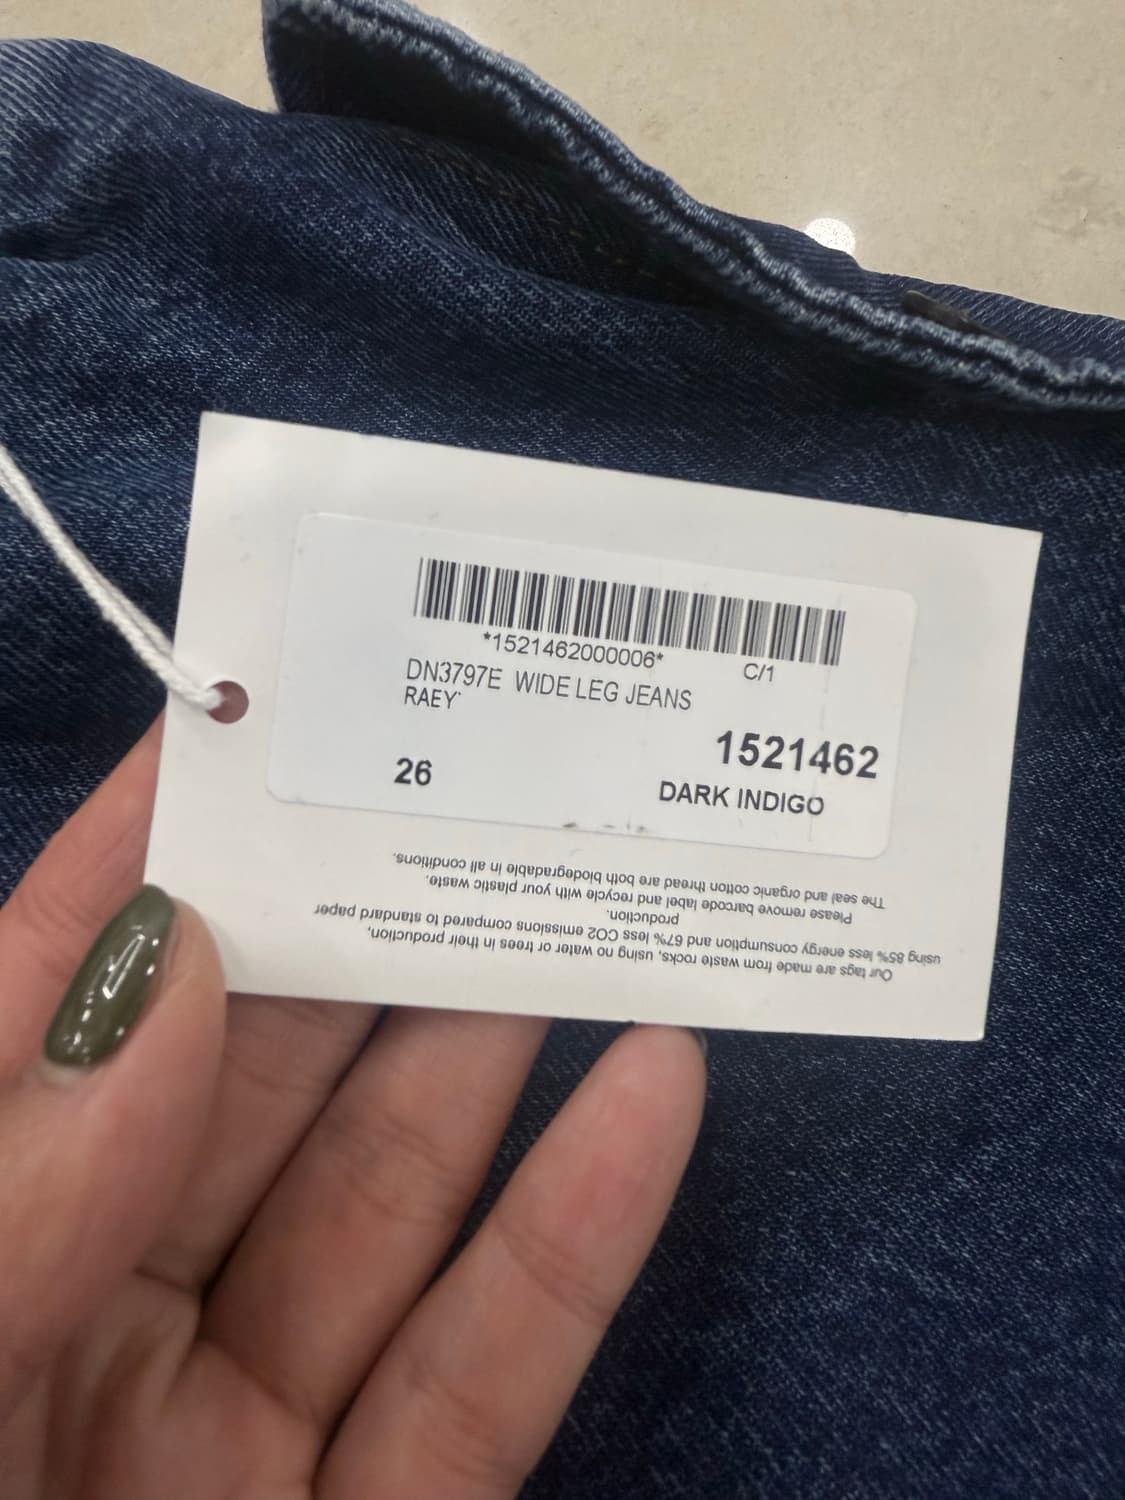 *1521462000006*
C/1
DN3797E WIDE LEG JEANS
RAEY
1521462
26
DARK INDIGO
Our tags are made from waste rocks, using no water or trees in their production,
using 85% less energy consumption and 67% less CO2 emissions compared to standard paper
production.
Please remove barcode label and recycle with your plastic waste.
The seal and organic cotton thread are both biodegradable in all conditions.